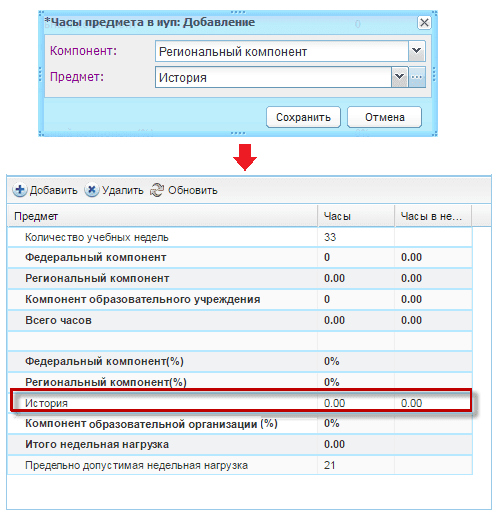 *Часы предмета в иуп: Добавление
Компонент: Региональный компонент
Предмет: История
Сохранить Отмена
Добавить Удалить Обновить
Предмет Часы Часы в не...
Количество учебных недель 33
Федеральный компонент 0 0.00
Региональный компонент 0.00 0.00
Компонент образовательного учреждения 0 0.00
Всего часов 0.00 0.00
Федеральный компонент(%) 0%
Региональный компонент(%) 0%
История 0.00 0.00
Компонент образовательной организации (%) 0%
Итого недельная нагрузка 0.00
Предельно допустимая недельная нагрузка 21